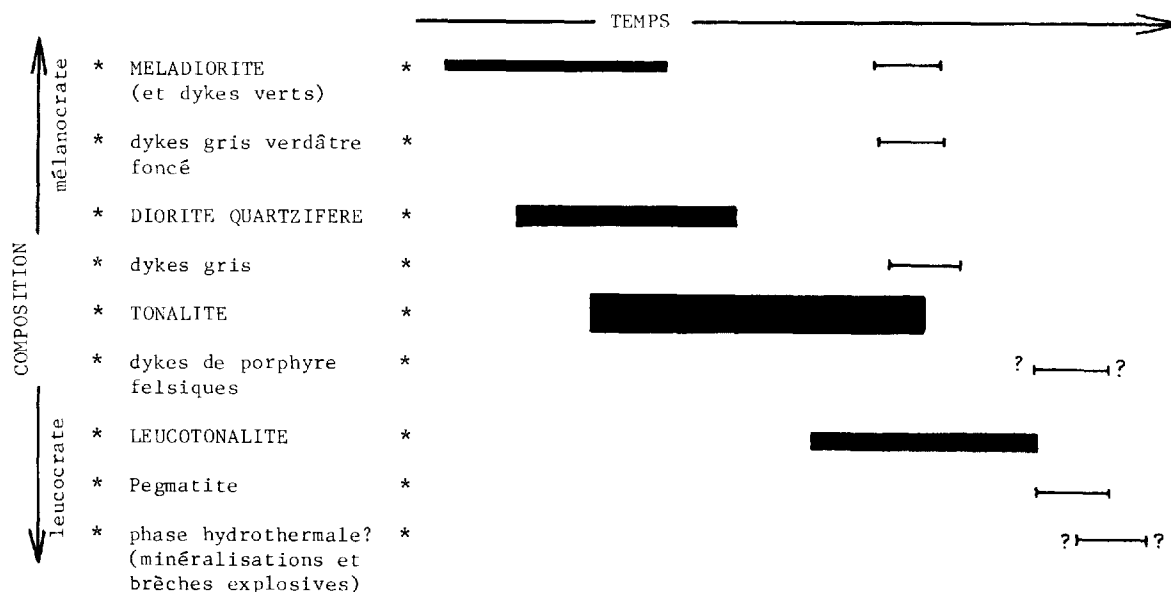 TEMPS
COMPOSITION
mélanocrate
leucocrate
* MELADIORITE *
(et dykes verts)
* dykes gris verdâtre *
foncé
* DIORITE QUARTZIFERE *
* dykes gris *
* TONALITE *
* dykes de porphyre * ? ?
felsiques
* LEUCOTONALITE *
* Pegmatite *
* phase hydrothermale? * ? ?
(minéralisations et
brèches explosives)